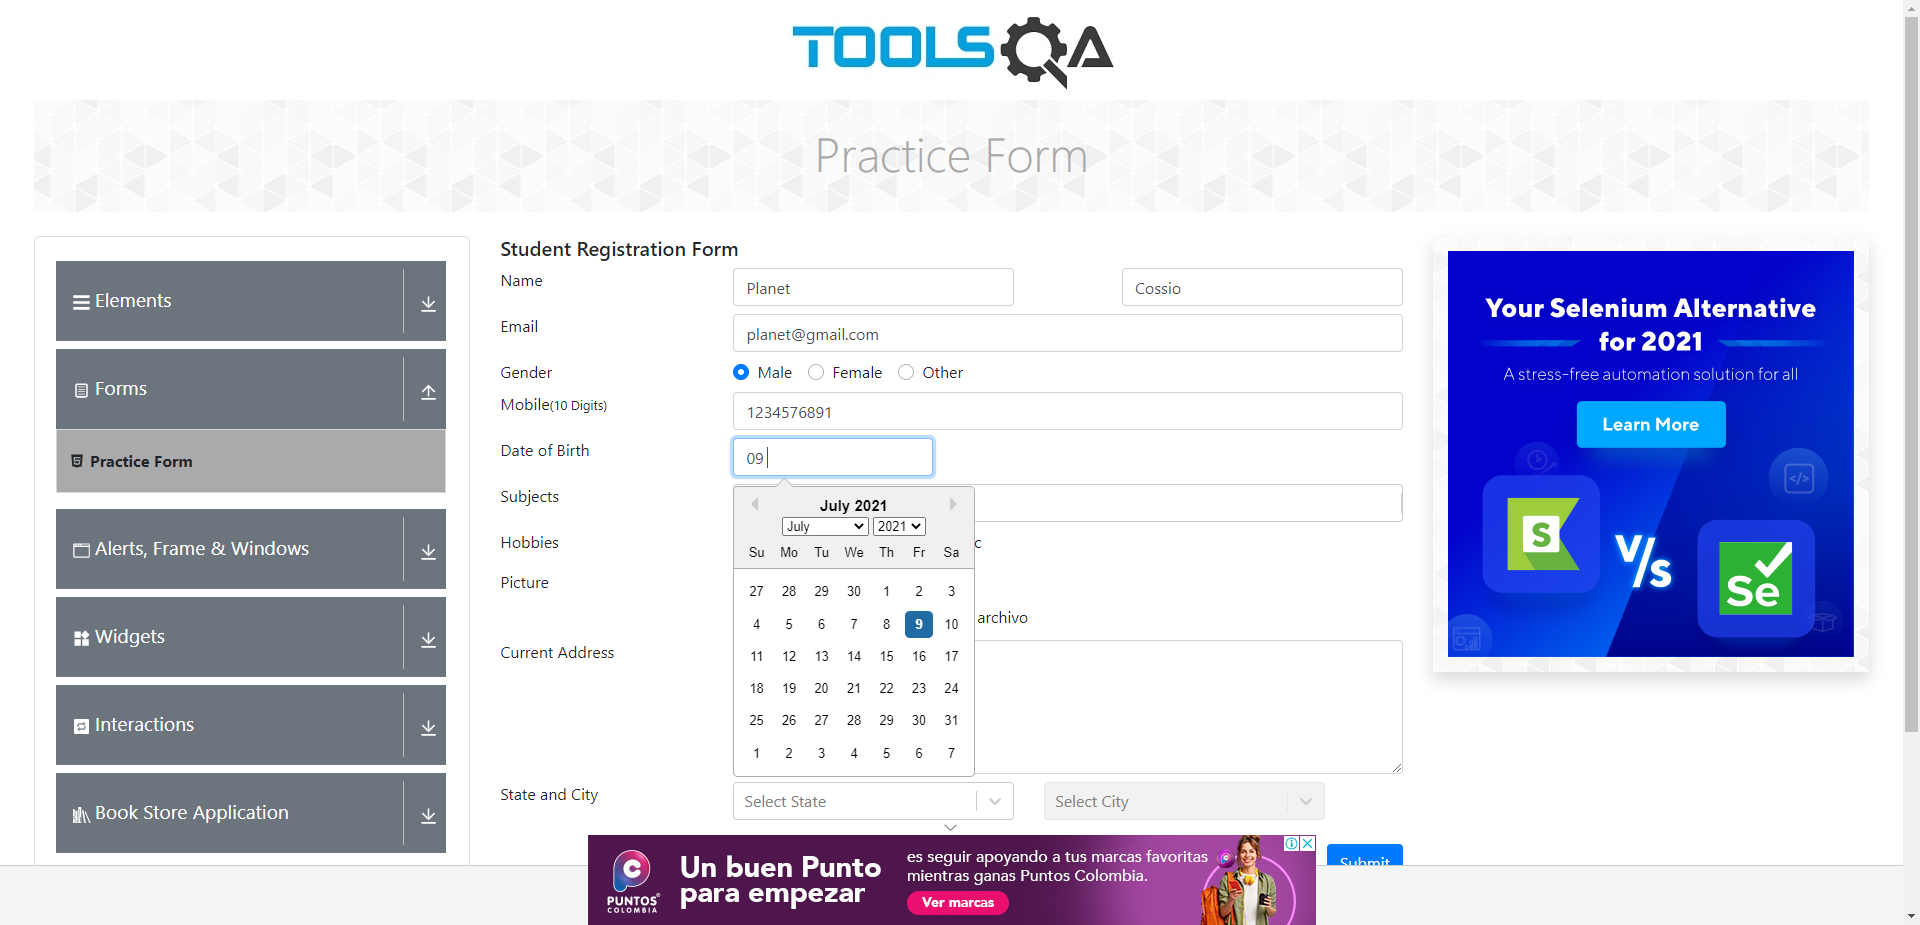 TOOLSQA
Practice Form
Elements
Forms
Practice Form
Alerts, Frame & Windows
Widgets
Interactions
Book Store Application
Student Registration Form
Name
Planet
Cossio
Email
planet@gmail.com
Gender
Male
Female
Other
Mobile(10 Digits)
1234576891
Date of Birth
09
July 2021
July
2021
Su Mo Tu We Th Fr Sa
27 28 29 30 1 2 3
4 5 6 7 8 9 10
11 12 13 14 15 16 17
18 19 20 21 22 23 24
25 26 27 28 29 30 31
1 2 3 4 5 6 7
Subjects
Hobbies
c
Picture
archivo
Current Address
State and City
Select State
Select City
Submit
Your Selenium Alternative
for 2021
A stress-free automation solution for all
Learn More
S
V/s
Se
PUNTOS
COLOMBIA
Un buen Punto
para empezar
es seguir apoyando a tus marcas favoritas
mientras ganas Puntos Colombia.
Ver marcas